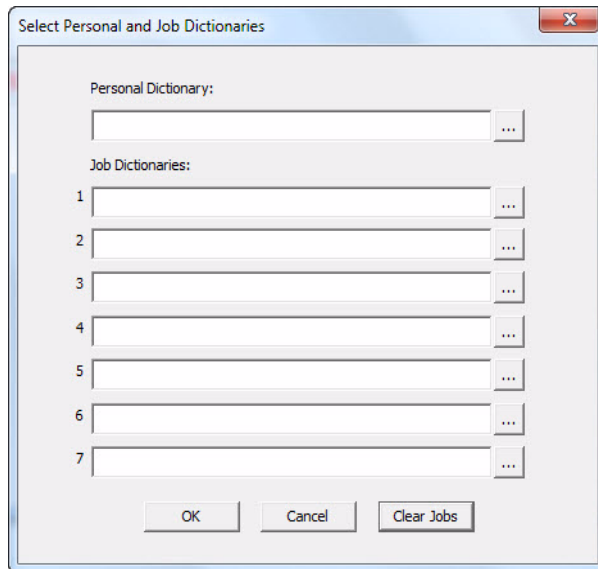 Select Personal and Job Dictionaries
X
Personal Dictionary:
...
Job Dictionaries:
1 ...
2 ...
3 ...
4 ...
5 ...
6 ...
7 ...
OK Cancel Clear Jobs